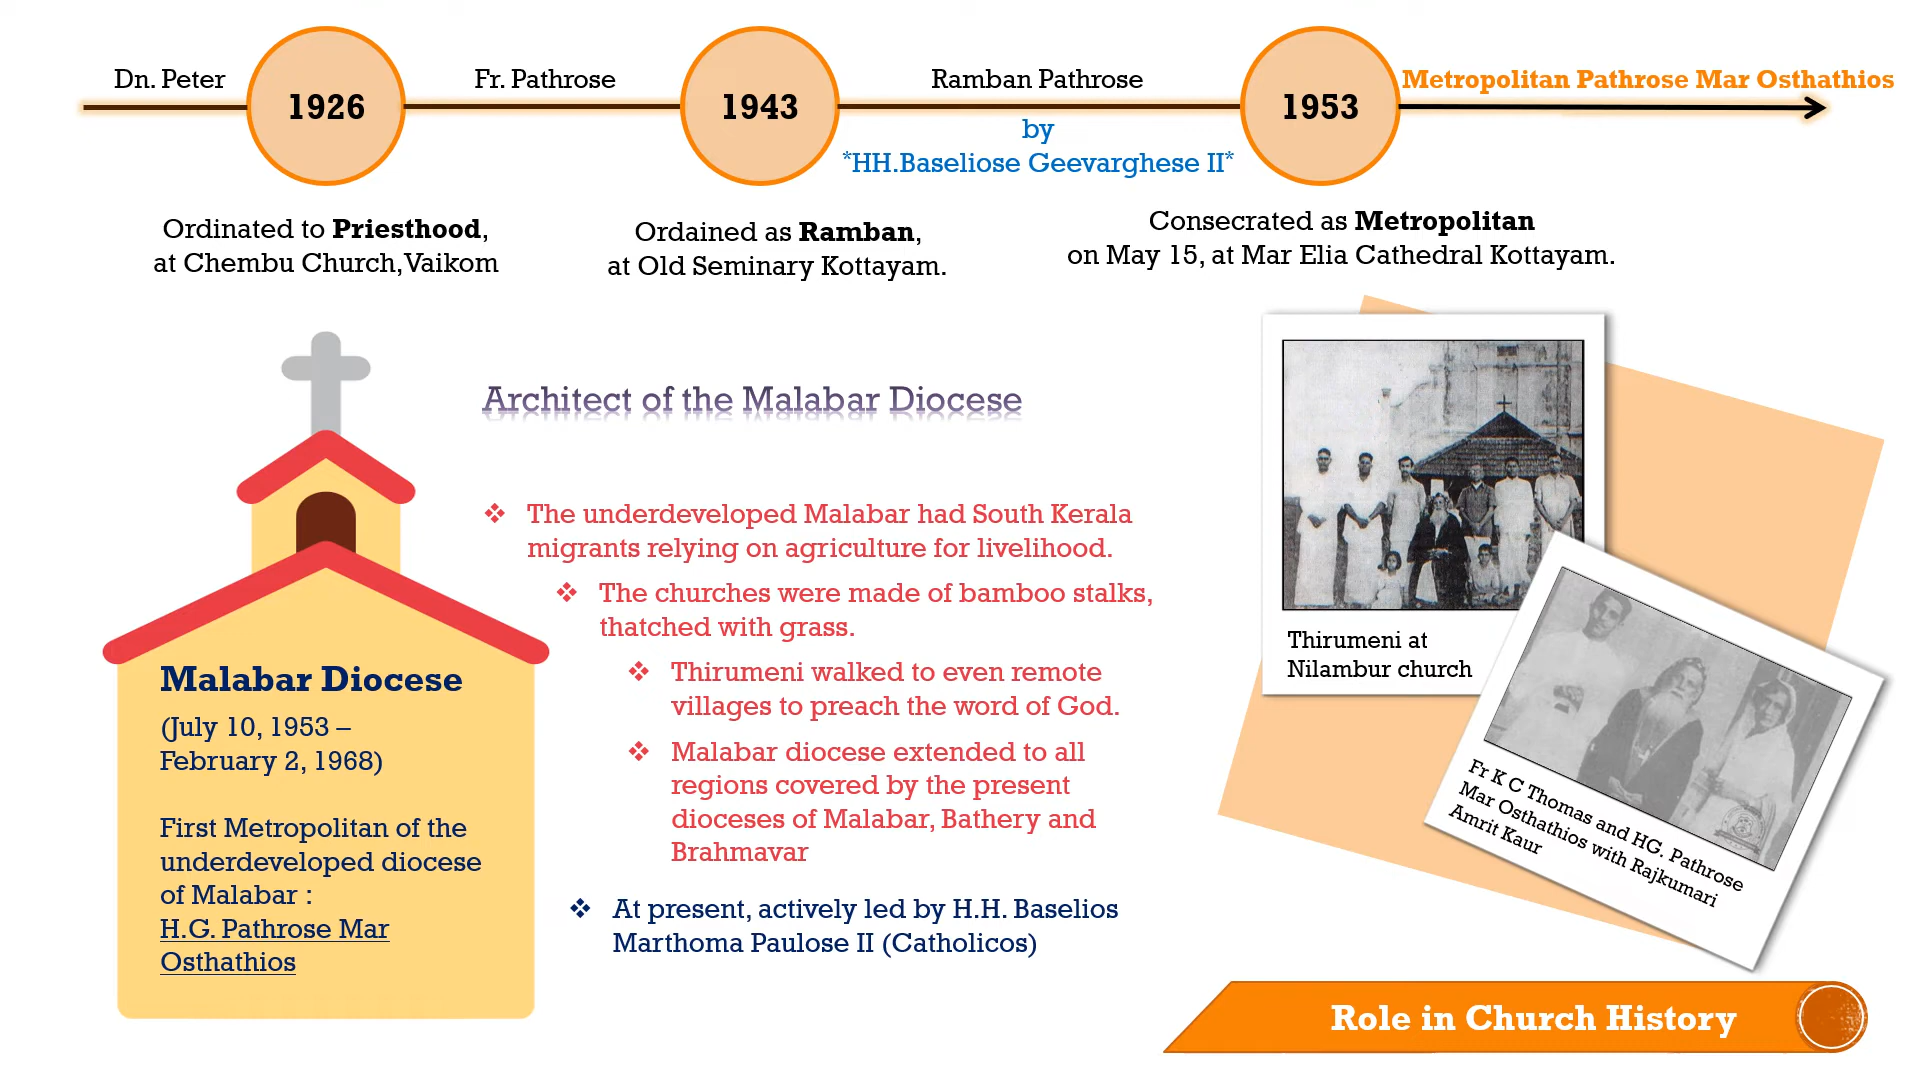 Dn. Peter
1926
Fr. Pathrose
1943
Ramban Pathrose
by
*HH.Baseliose Geevarghese II*
1953
Metropolitan Pathrose Mar Osthathios
Ordinated to Priesthood,
at Chembu Church,Vaikom
Ordained as Ramban,
at Old Seminary Kottayam.
Consecrated as Metropolitan
on May 15, at Mar Elia Cathedral Kottayam.
Malabar Diocese
(July 10, 1953 –
February 2, 1968)
First Metropolitan of the
underdeveloped diocese
of Malabar :
H.G. Pathrose Mar
Osthathios
Architect of the Malabar Diocese
❖ The underdeveloped Malabar had South Kerala
migrants relying on agriculture for livelihood.
❖ The churches were made of bamboo stalks,
thatched with grass.
❖ Thirumeni walked to even remote
villages to preach the word of God.
❖ Malabar diocese extended to all
regions covered by the present
dioceses of Malabar, Bathery and
Brahmavar
❖ At present, actively led by H.H. Baselios
Marthoma Paulose II (Catholicos)
Thirumeni at
Nilambur church
Fr K C Thomas and HG. Pathrose
Mar Osthathios with Rajkumari
Amrit Kaur
Role in Church History